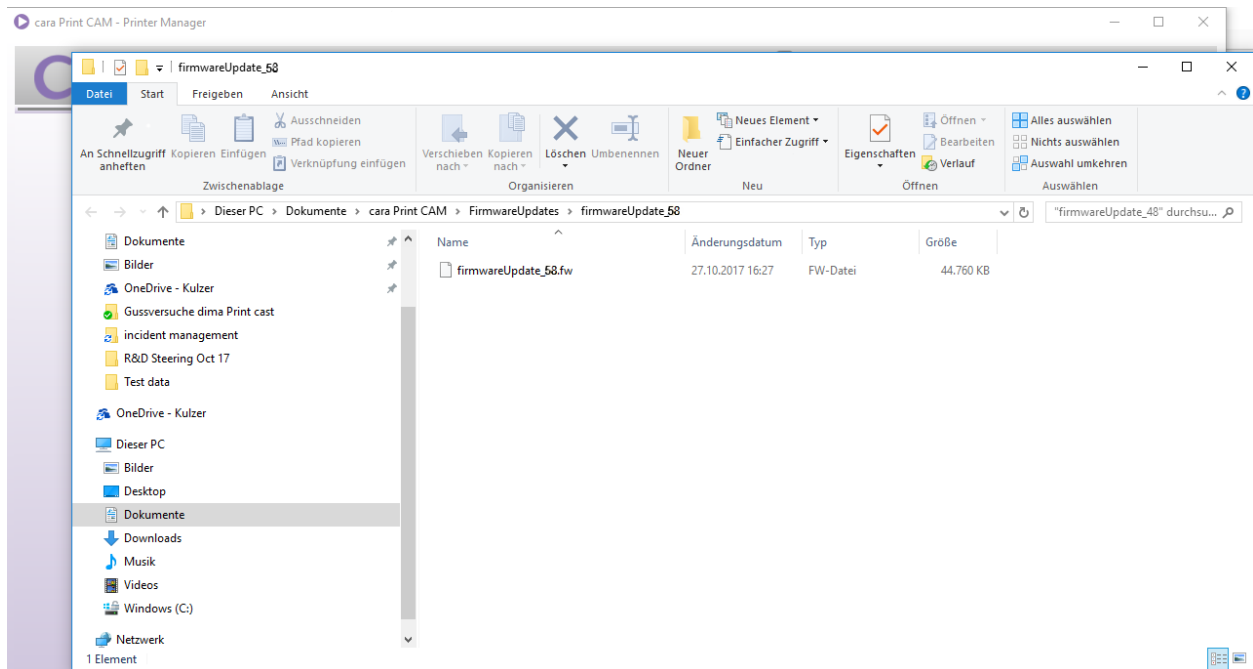 cara Print CAM - Printer Manager
C
firmwareUpdate_58
Datei Start Freigeben Ansicht
An Schnellzugriff anheften
Kopieren
Einfügen
Ausschneiden
Pfad kopieren
Verknüpfung einfügen
Zwischenablage
Verschieben nach
Kopieren nach
Löschen
Umbenennen
Organisieren
Neuer Ordner
Neues Element
Einfacher Zugriff
Neu
Eigenschaften
Öffnen
Bearbeiten
Verlauf
Öffnen
Alles auswählen
Nichts auswählen
Auswahl umkehren
Auswählen
> Dieser PC > Dokumente > cara Print CAM > FirmwareUpdates > firmwareUpdate_58
"firmwareUpdate_48" durchsu...
Name Änderungsdatum Typ Größe
firmwareUpdate_58.fw 27.10.2017 16:27 FW-Datei 44.760 KB
Dokumente
Bilder
OneDrive - Kulzer
Gussversuche dima Print cast
incident management
R&D Steering Oct 17
Test data
OneDrive - Kulzer
Dieser PC
Bilder
Desktop
Dokumente
Downloads
Musik
Videos
Windows (C:)
Netzwerk
1 Element